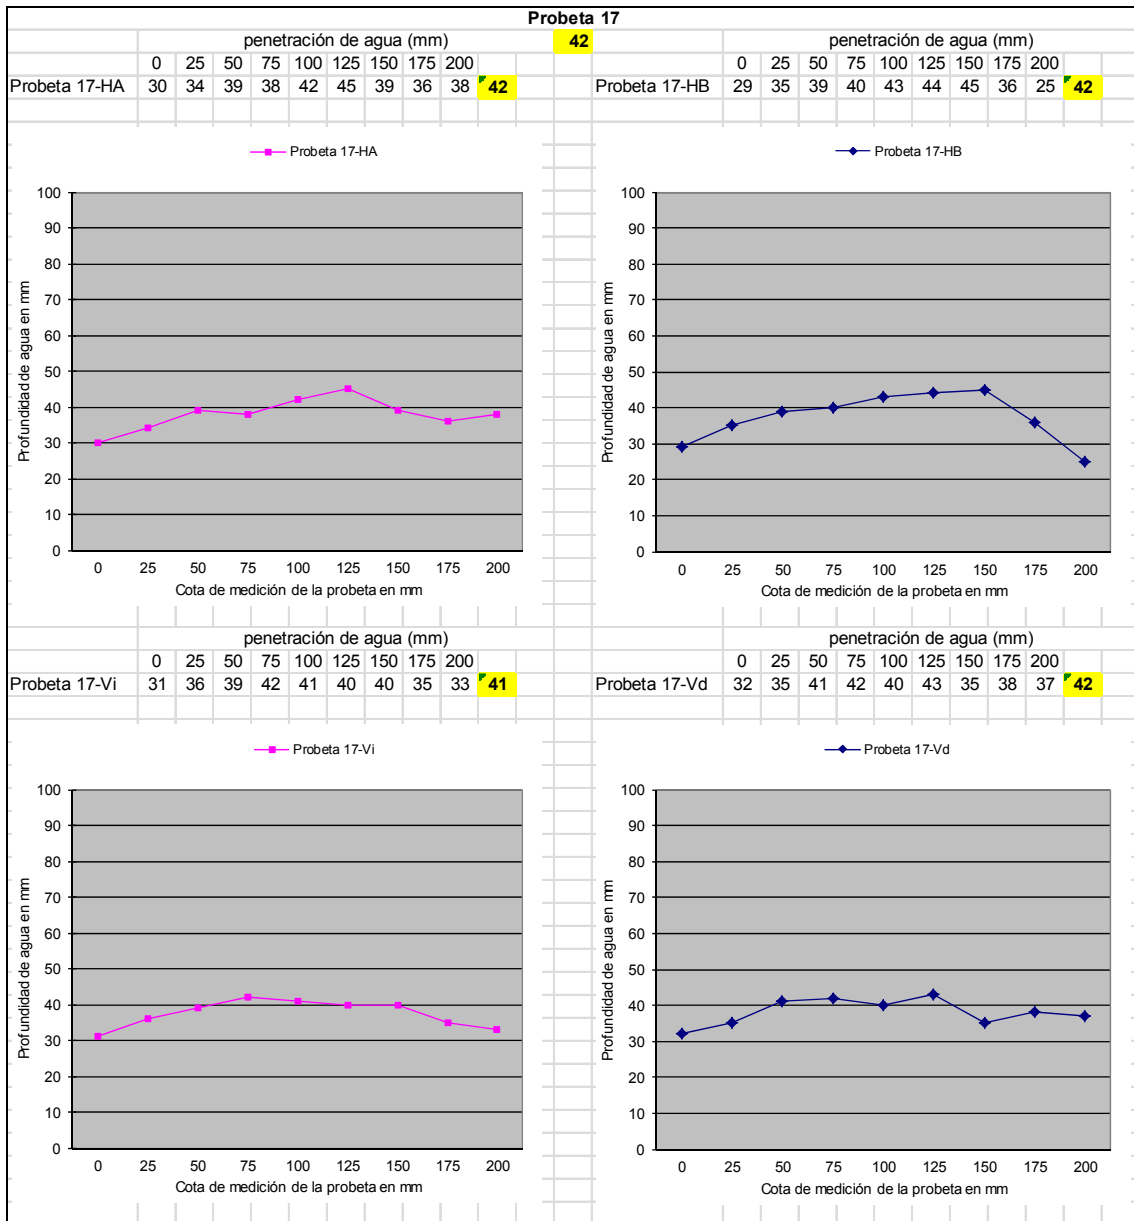 Probeta 17
penetración de agua (mm) 42 penetración de agua (mm)
0 25 50 75 100 125 150 175 200 0 25 50 75 100 125 150 175 200
Probeta 17-HA 30 34 39 38 42 45 39 36 38 42 Probeta 17-HB 29 35 39 40 43 44 45 36 25 42
Probeta 17-HA
100
90
80
70
60
50
40
30
20
10
0
Profundidad de agua en mm
0 25 50 75 100 125 150 175 200
Cota de medición de la probeta en mm
Probeta 17-HB
100
90
80
70
60
50
40
30
20
10
0
Profundidad de agua en mm
0 25 50 75 100 125 150 175 200
Cota de medición de la probeta en mm
penetración de agua (mm) penetración de agua (mm)
0 25 50 75 100 125 150 175 200 0 25 50 75 100 125 150 175 200
Probeta 17-Vi 31 36 39 42 41 40 40 35 33 41 Probeta 17-Vd 32 35 41 42 40 43 35 38 37 42
Probeta 17-Vi
100
90
80
70
60
50
40
30
20
10
0
Profundidad de agua en mm
0 25 50 75 100 125 150 175 200
Cota de medición de la probeta en mm
Probeta 17-Vd
100
90
80
70
60
50
40
30
20
10
0
Profundidad de agua en mm
0 25 50 75 100 125 150 175 200
Cota de medición de la probeta en mm